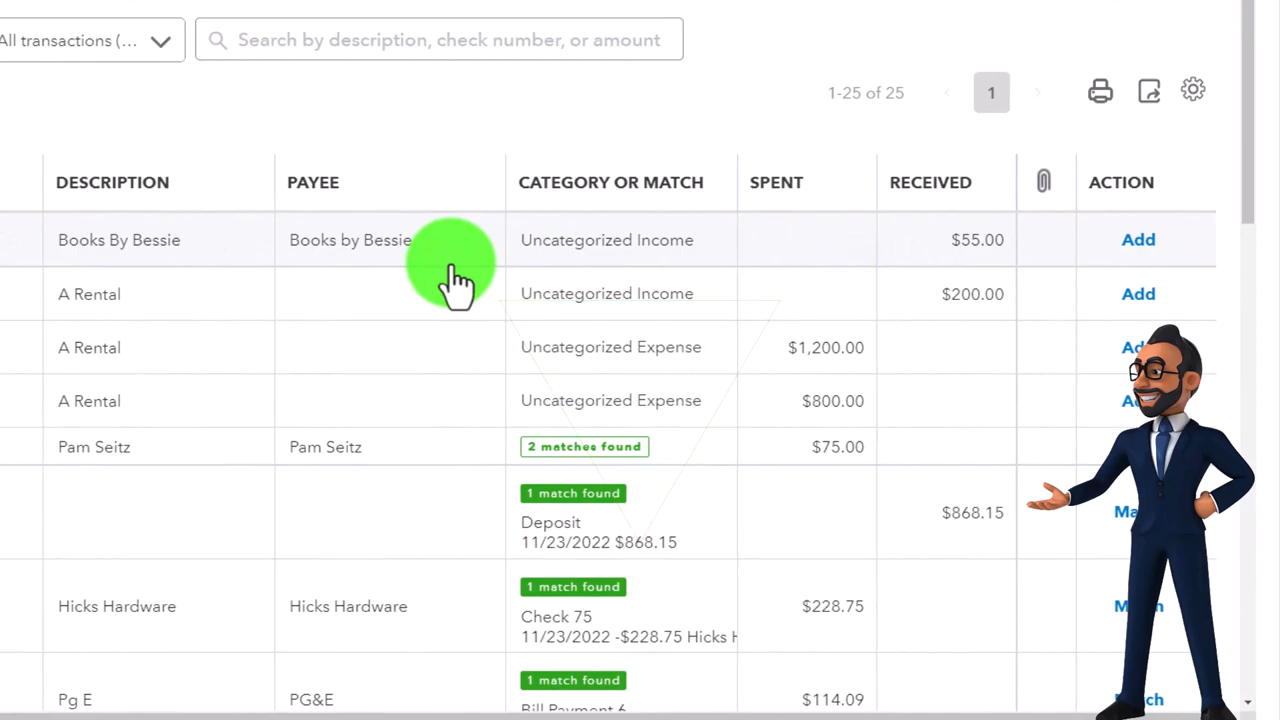 All transactions (...
Search by description, check number, or amount
1-25 of 25
1
DESCRIPTION PAYEE CATEGORY OR MATCH SPENT RECEIVED ACTION
Books By Bessie Books by Bessie Uncategorized Income $55.00 Add
A Rental Uncategorized Income $200.00 Add
A Rental Uncategorized Expense $1,200.00
A Rental Uncategorized Expense $800.00
Pam Seitz Pam Seitz 2 matches found $75.00
1 match found
Deposit
11/23/2022 $868.15
$868.15
1 match found
Hicks Hardware Hicks Hardware $228.75
Check 75
11/23/2022 -$228.75 Hicks
1 match found
Pg E PG&E $114.09
Bill Payment 6